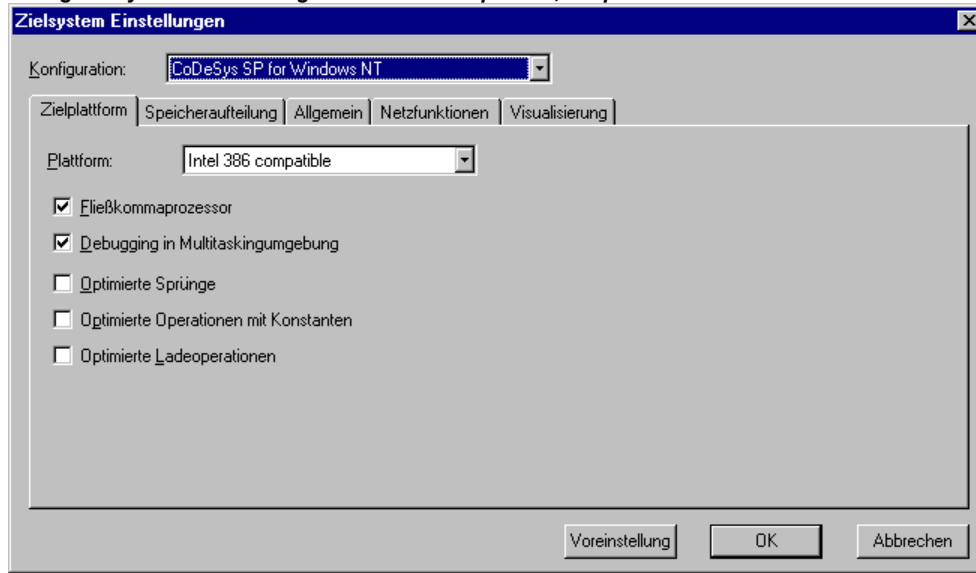 Zielsystem Einstellungen
Konfiguration: CoDeSys SP for Windows NT
Zielplattform Speicheraufteilung Allgemein Netzfunktionen Visualisierung
Plattform: Intel 386 compatible
Fließkommaprozessor
Debugging in Multitaskingumgebung
Optimierte Sprünge
Optimierte Operationen mit Konstanten
Optimierte Ladeoperationen
Voreinstellung OK Abbrechen